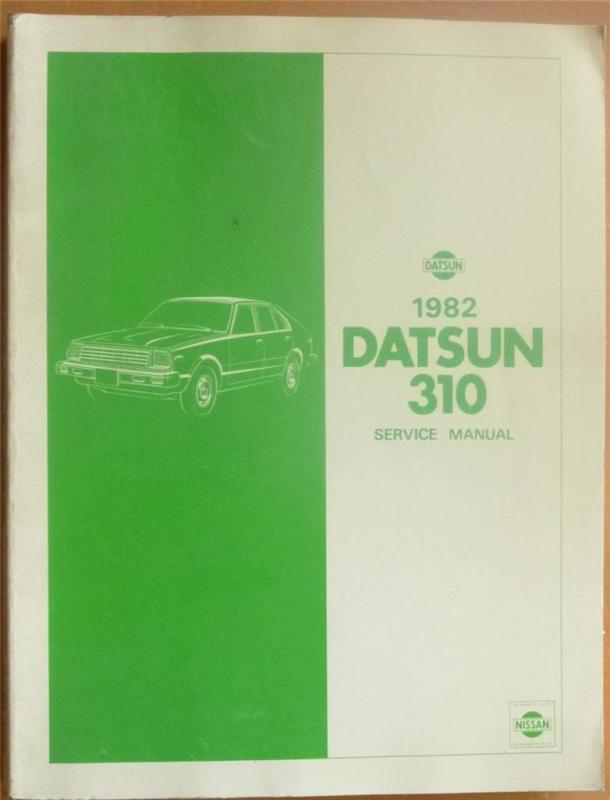 DATSUN
1982
DATSUN
310
SERVICE MANUAL
NISSAN